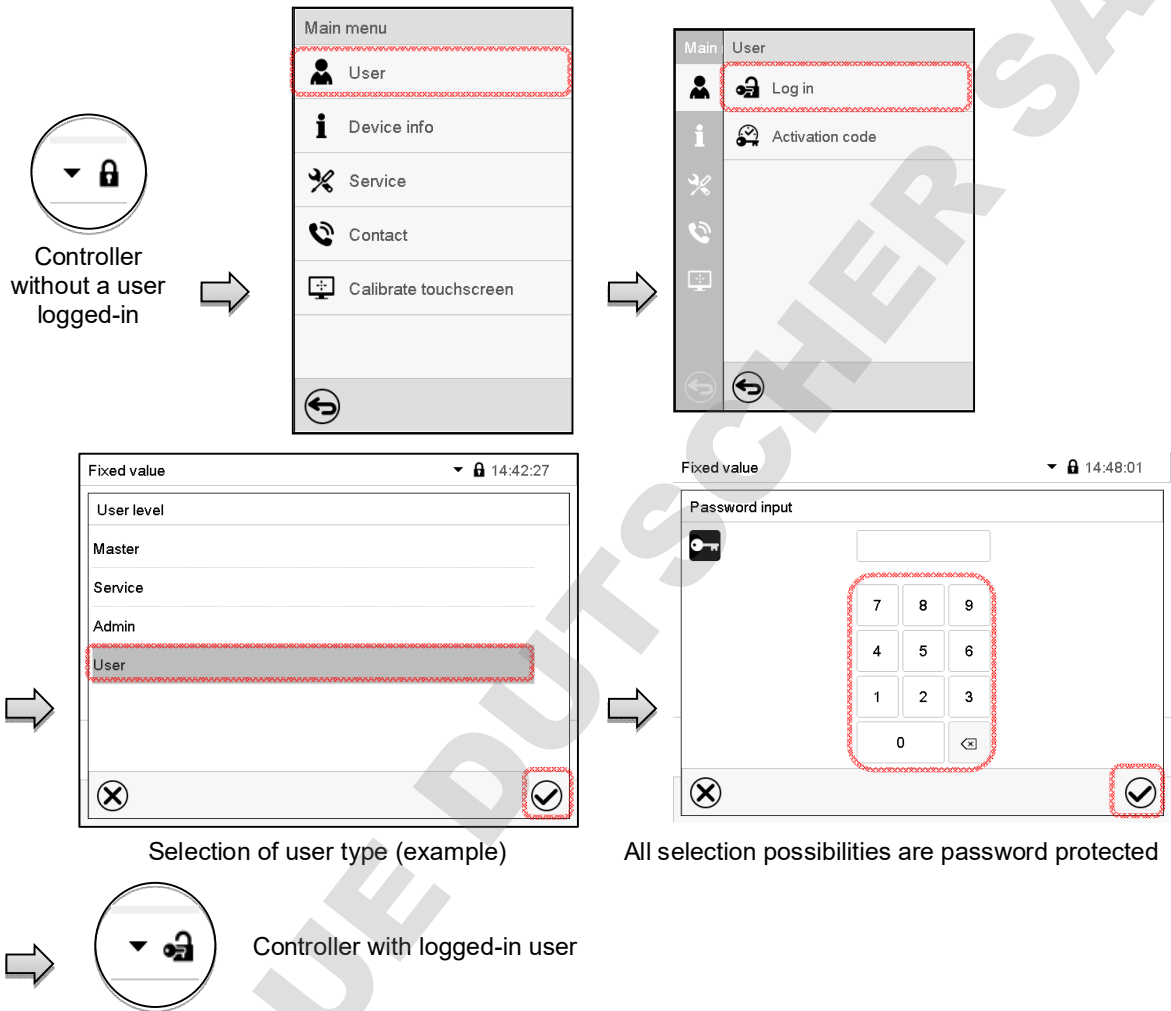 Main menu
User
Device info
Service
Contact
Calibrate touchscreen
Main
User
Log in
Activation code
Controller
without a user
logged-in
Fixed value
14:42:27
User level
Master
Service
Admin
User
Fixed value
14:48:01
Password input
7 8 9
4 5 6
1 2 3
0
Selection of user type (example)
All selection possibilities are password protected
Controller with logged-in user
UE DUTSCHER SA